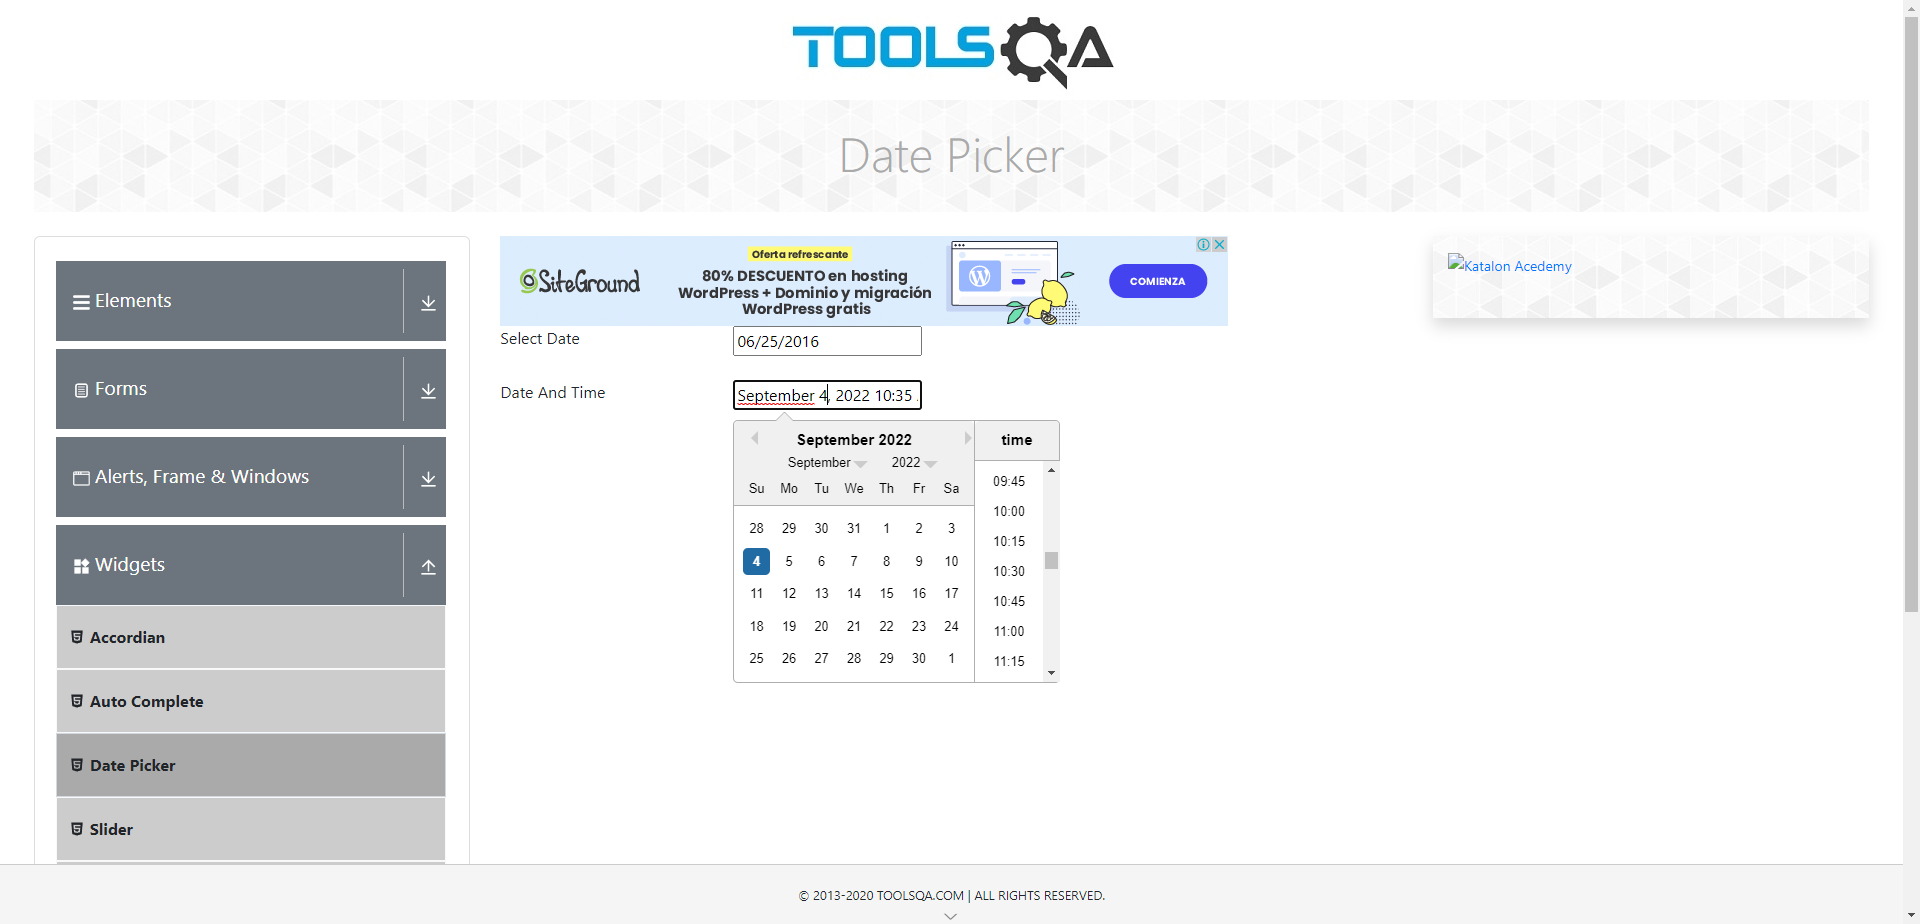 TOOLSQA
Date Picker
Elements
Forms
Alerts, Frame & Windows
Widgets
Accordian
Auto Complete
Date Picker
Slider
SiteGround
Oferta refrescante
80% DESCUENTO en hosting
WordPress + Dominio y migración
WordPress gratis
COMIENZA
Select Date
06/25/2016
Date And Time
September 4, 2022 10:35
September 2022
September 2022
Su Mo Tu We Th Fr Sa
28 29 30 31 1 2 3
4 5 6 7 8 9 10
11 12 13 14 15 16 17
18 19 20 21 22 23 24
25 26 27 28 29 30 1
time
09:45
10:00
10:15
10:30
10:45
11:00
11:15
Katalon Acedemy
© 2013-2020 TOOLSQA.COM | ALL RIGHTS RESERVED.